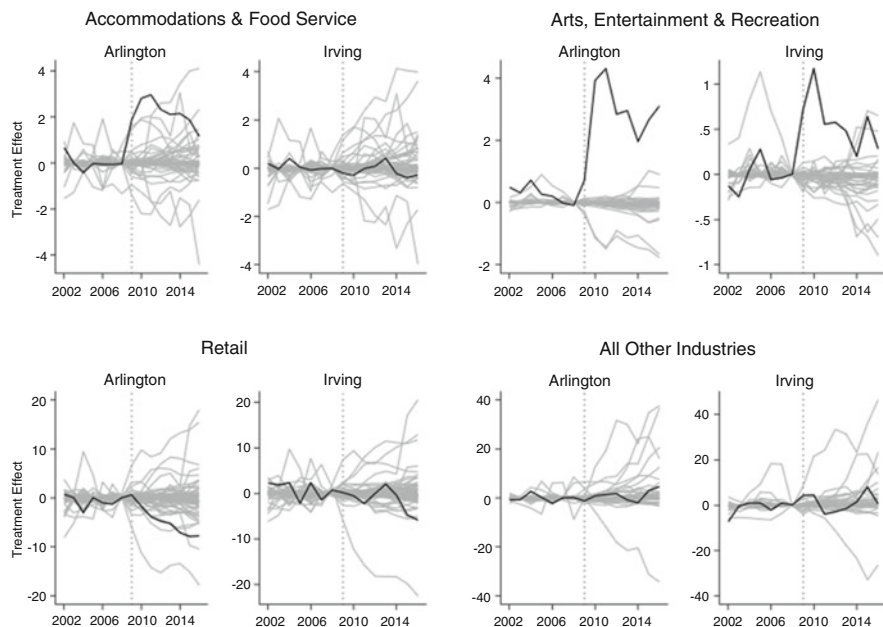 Accommodations & Food Service
Arts, Entertainment & Recreation
Arlington
Irving
Arlington
Irving
Treatment Effect
4
2
0
-2
-4
4
2
0
-2
-4
4
2
0
-2
1
.5
0
-.5
-1
2002 2006 2010 2014
2002 2006 2010 2014
2002 2006 2010 2014
2002 2006 2010 2014
Retail
All Other Industries
Arlington
Irving
Arlington
Irving
Treatment Effect
20
10
0
-10
-20
20
10
0
-10
-20
40
20
0
-20
-40
40
20
0
-20
-40
2002 2006 2010 2014
2002 2006 2010 2014
2002 2006 2010 2014
2002 2006 2010 2014